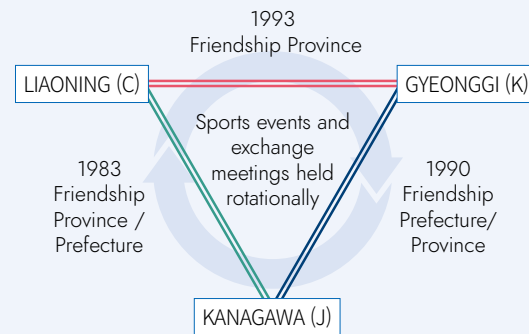 1993
Friendship Province
LIAONING (C)
GYEONGGI (K)
Sports events and
exchange
meetings held
rotationally
1983
Friendship
Province /
Prefecture
1990
Friendship
Prefecture/
Province
KANAGAWA (J)